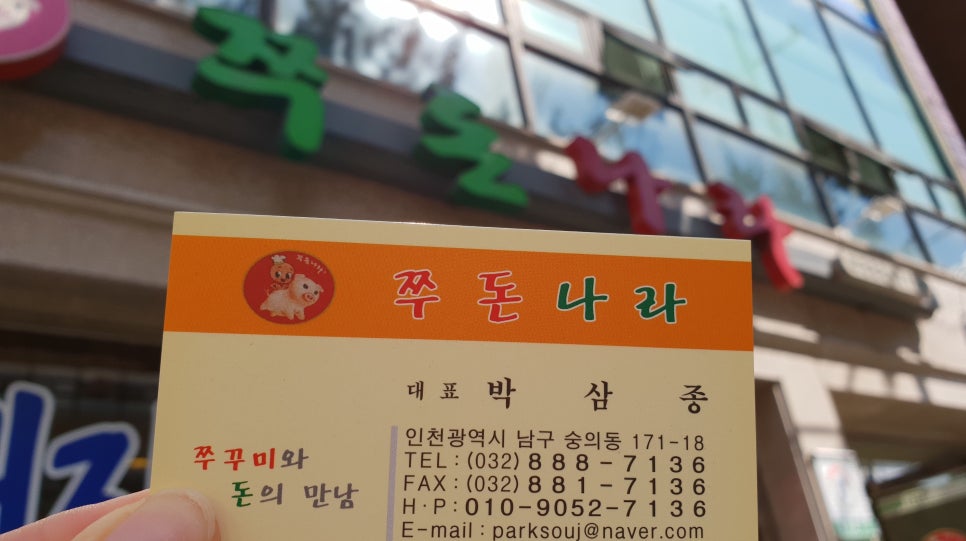 쭈돈나라
쭈돈나라
대표 박 삼 종
쭈꾸미와
돈의 만남
인천광역시 남구 숭의동 171-18
TEL : (032) 888-7136
FAX : (032) 881-7136
H·P : 010-9052-7136
E-mail : parksouj@naver.com